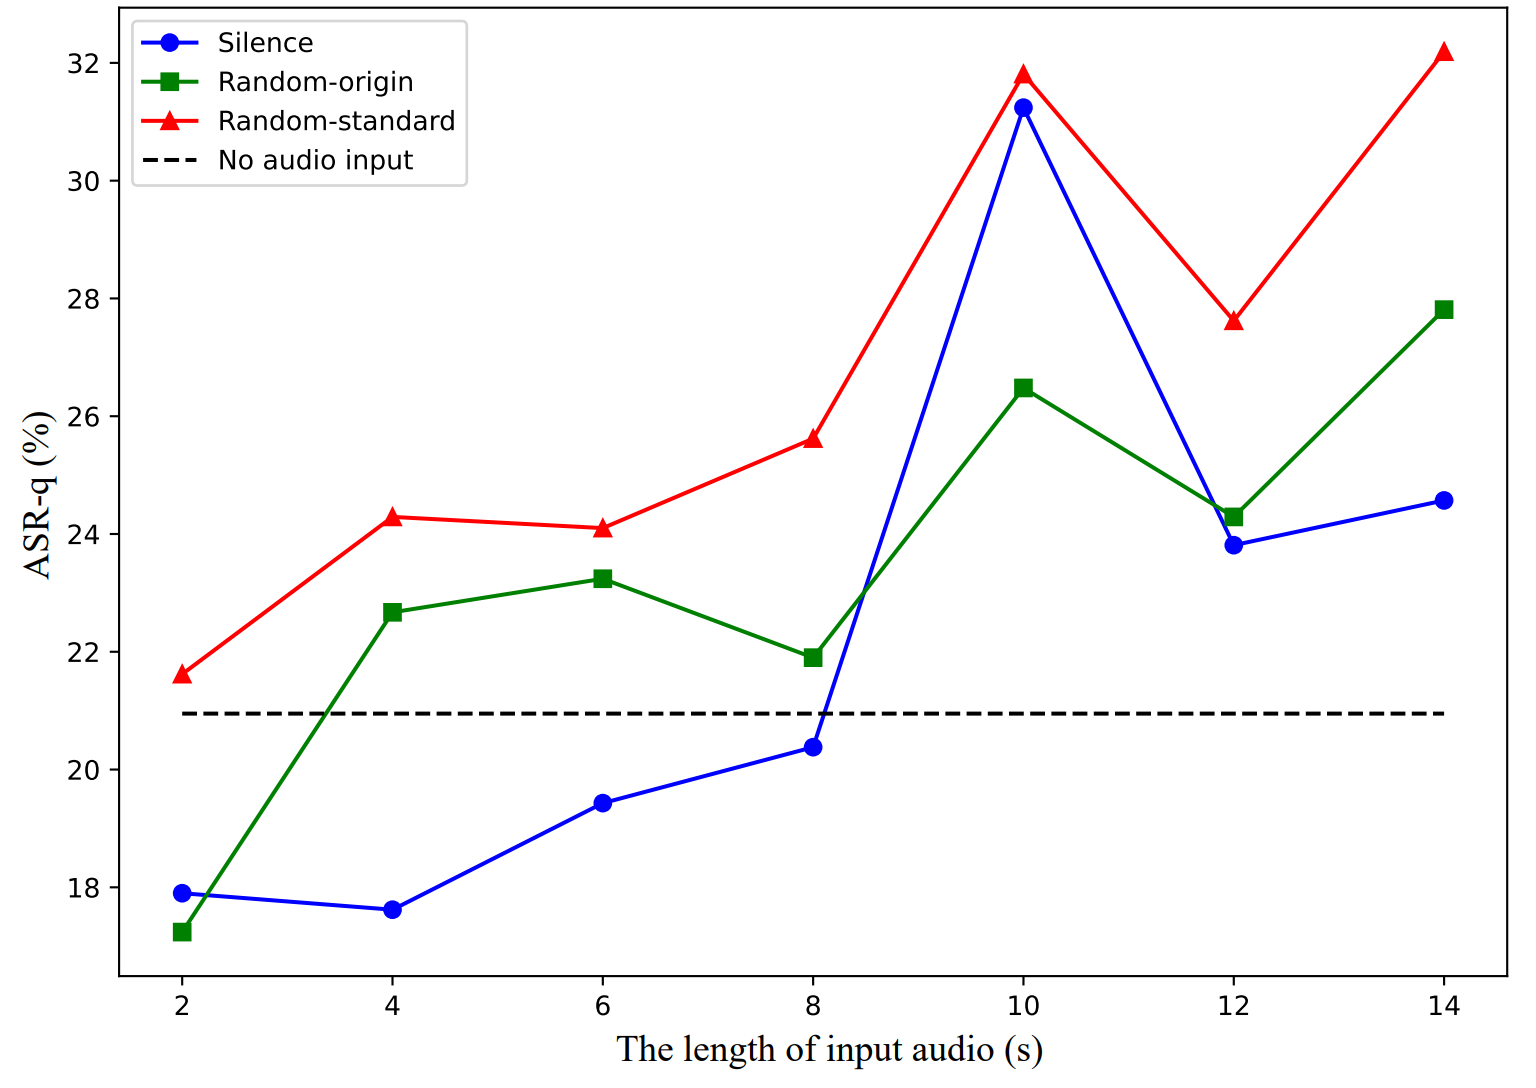 Silence
Random-origin
Random-standard
No audio input
32
30
28
26
24
22
20
18
ASR-q (%)
2 4 6 8 10 12 14
The length of input audio (s)